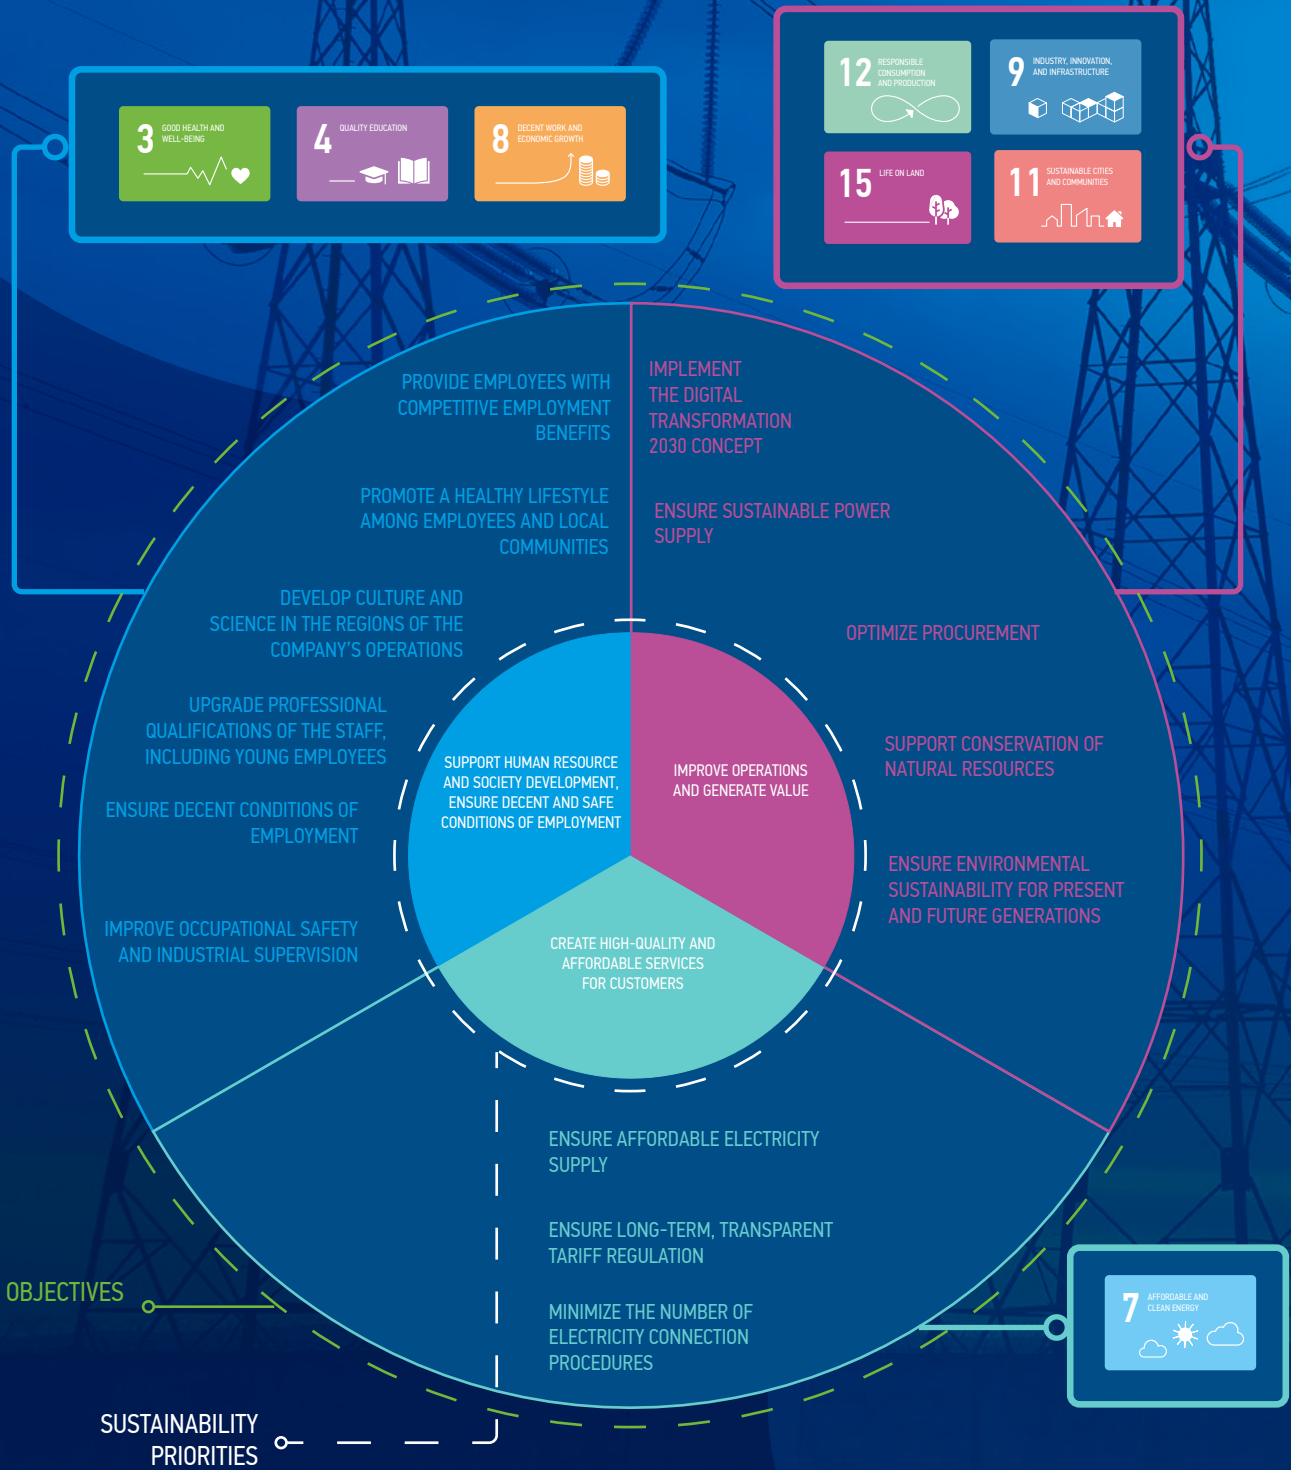 3
GOOD HEALTH AND
WELL-BEING
4
QUALITY EDUCATION
8
DECENT WORK AND
ECONOMIC GROWTH
12
RESPONSIBLE
CONSUMPTION
AND PRODUCTION
9
INDUSTRY, INNOVATION,
AND INFRASTRUCTURE
15
LIFE ON LAND
11
SUSTAINABLE CITIES
AND COMMUNITIES
PROVIDE EMPLOYEES WITH
COMPETITIVE EMPLOYMENT
BENEFITS
PROMOTE A HEALTHY LIFESTYLE
AMONG EMPLOYEES AND LOCAL
COMMUNITIES
DEVELOP CULTURE AND
SCIENCE IN THE REGIONS OF THE
COMPANY'S OPERATIONS
UPGRADE PROFESSIONAL
QUALIFICATIONS OF THE STAFF,
INCLUDING YOUNG EMPLOYEES
ENSURE DECENT CONDITIONS OF
EMPLOYMENT
IMPROVE OCCUPATIONAL SAFETY
AND INDUSTRIAL SUPERVISION
IMPLEMENT
THE DIGITAL
TRANSFORMATION
2030 CONCEPT
ENSURE SUSTAINABLE POWER
SUPPLY
OPTIMIZE PROCUREMENT
SUPPORT CONSERVATION OF
NATURAL RESOURCES
ENSURE ENVIRONMENTAL
SUSTAINABILITY FOR PRESENT
AND FUTURE GENERATIONS
SUPPORT HUMAN RESOURCE
AND SOCIETY DEVELOPMENT,
ENSURE DECENT AND SAFE
CONDITIONS OF EMPLOYMENT
IMPROVE OPERATIONS
AND GENERATE VALUE
CREATE HIGH-QUALITY AND
AFFORDABLE SERVICES
FOR CUSTOMERS
ENSURE AFFORDABLE ELECTRICITY
SUPPLY
ENSURE LONG-TERM, TRANSPARENT
TARIFF REGULATION
MINIMIZE THE NUMBER OF
ELECTRICITY CONNECTION
PROCEDURES
7
AFFORDABLE AND
CLEAN ENERGY
OBJECTIVES
SUSTAINABILITY
PRIORITIES